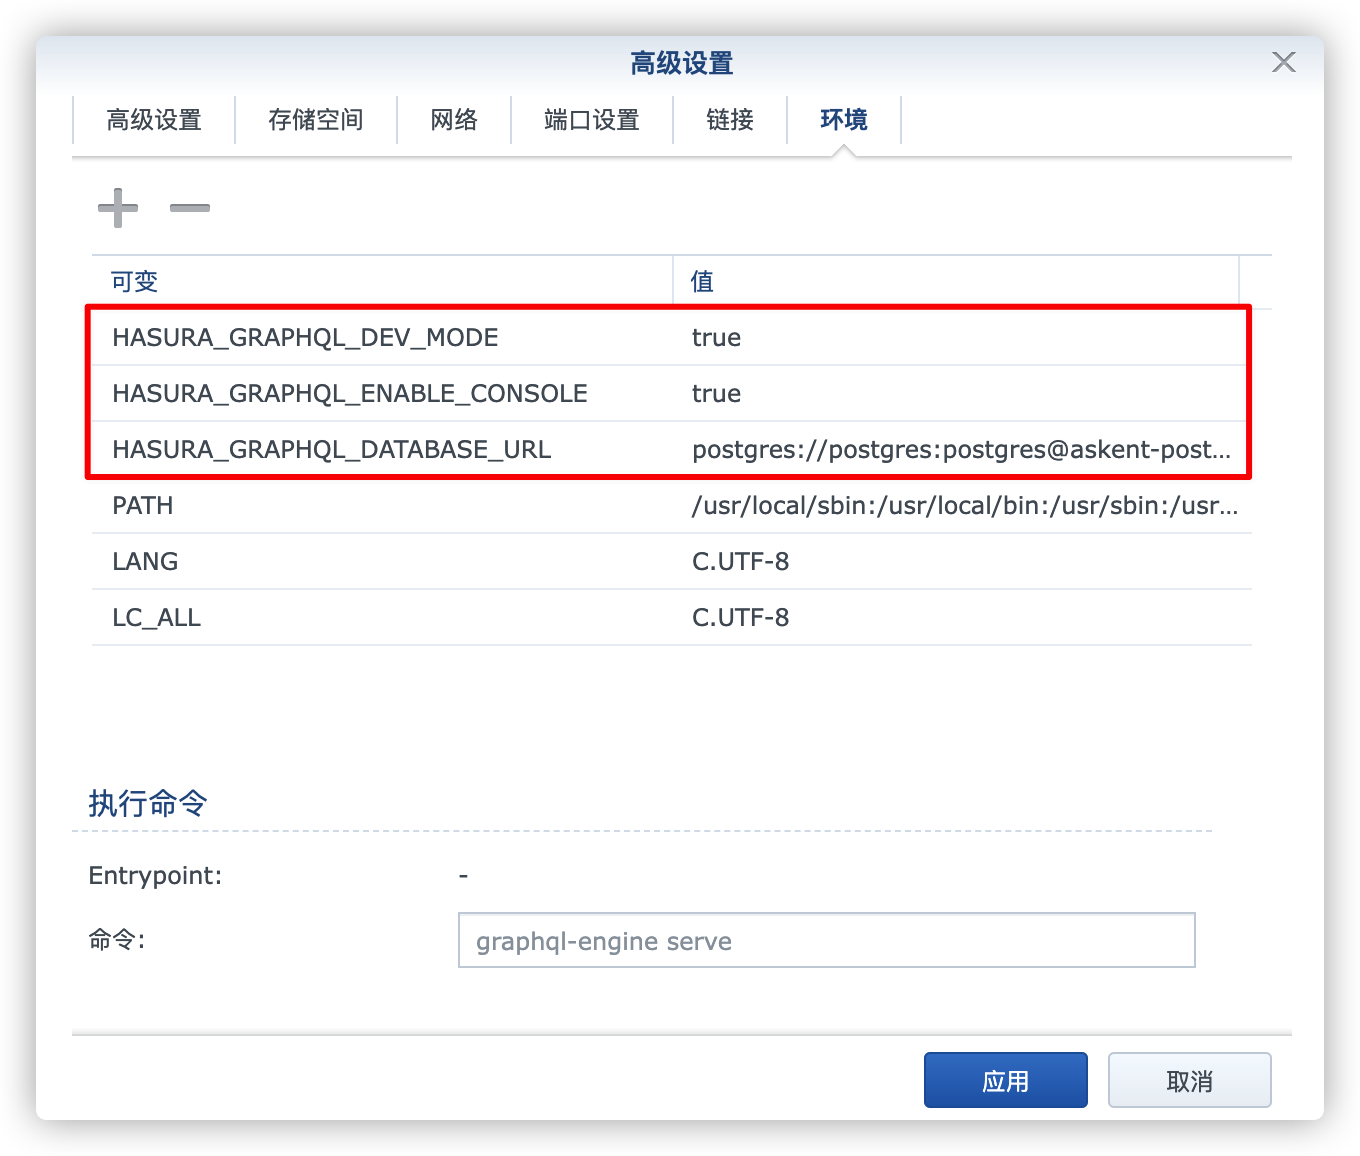 高级设置
高级设置 存储空间 网络 端口设置 链接 环境
可变 值
HASURA_GRAPHQL_DEV_MODE true
HASURA_GRAPHQL_ENABLE_CONSOLE true
HASURA_GRAPHQL_DATABASE_URL postgres://postgres:postgres@askent-post...
PATH /usr/local/sbin:/usr/local/bin:/usr/sbin:/usr...
LANG C.UTF-8
LC_ALL C.UTF-8
执行命令
Entrypoint: -
命令: graphql-engine serve
应用 取消